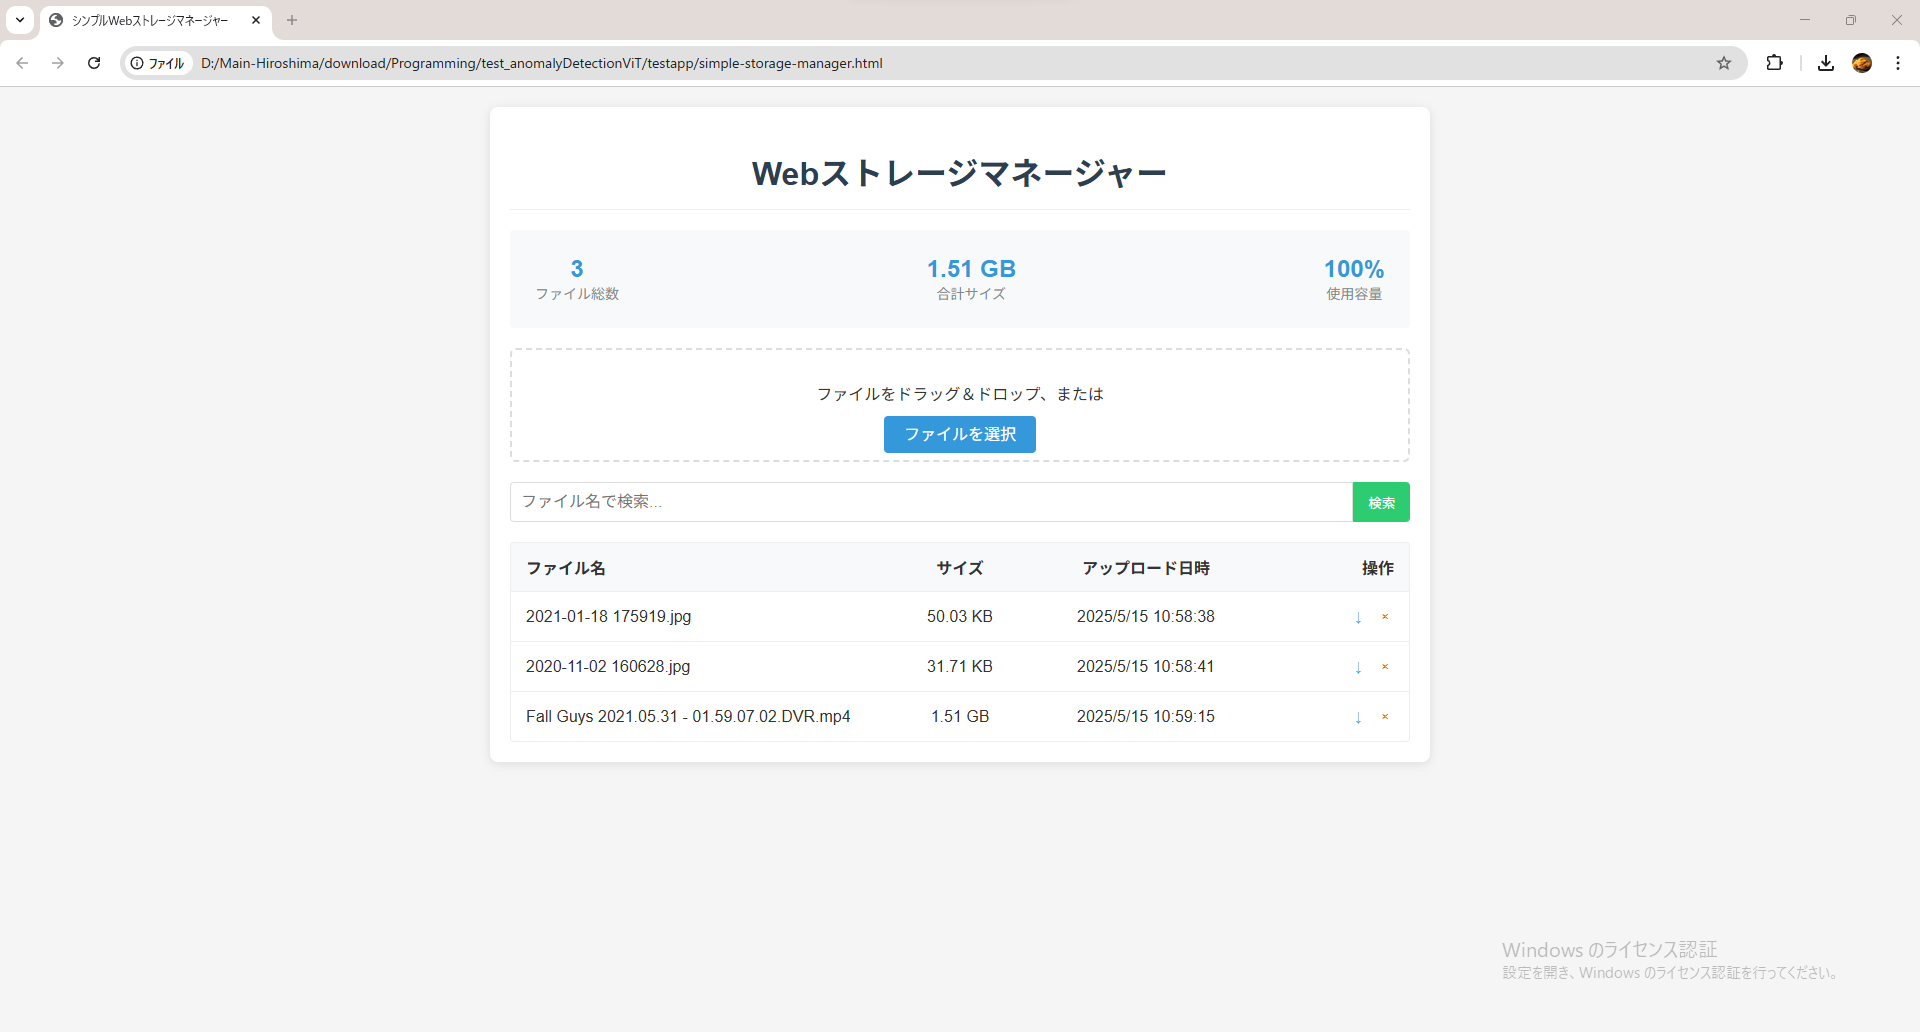 シンプルWebストレージマネージャー
ファイル
D:/Main-Hiroshima/download/Programming/test_anomalyDetectionViT/testapp/simple-storage-manager.html
Webストレージマネージャー
3
ファイル総数
1.51 GB
合計サイズ
100%
使用容量
ファイルをドラッグ＆ドロップ、または
ファイルを選択
ファイル名で検索...
検索
ファイル名 サイズ アップロード日時 操作
2021-01-18 175919.jpg 50.03 KB 2025/5/15 10:58:38 ↓ ×
2020-11-02 160628.jpg 31.71 KB 2025/5/15 10:58:41 ↓ ×
Fall Guys 2021.05.31 - 01.59.07.02.DVR.mp4 1.51 GB 2025/5/15 10:59:15 ↓ ×
Windows のライセンス認証
設定を開き、Windows のライセンス認証を行ってください。